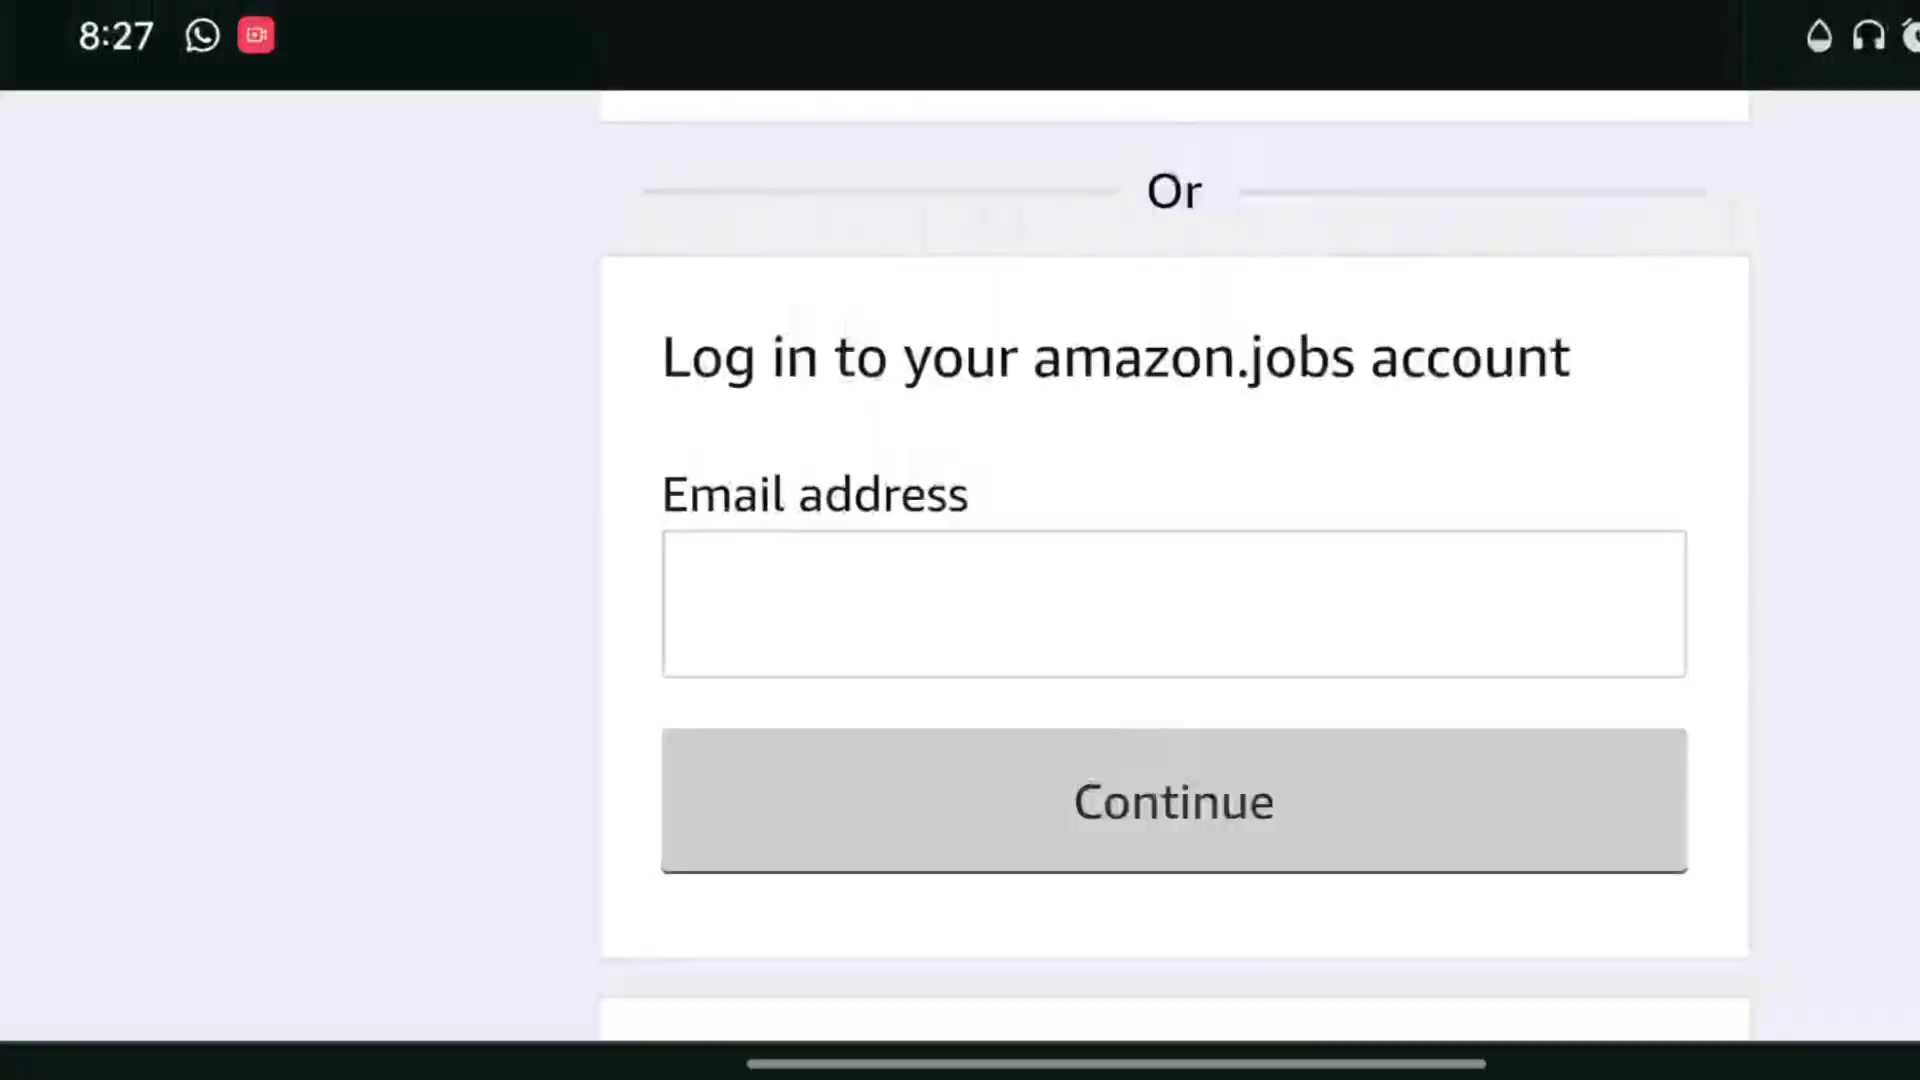 8:27
Or
Log in to your amazon.jobs account
Email address
Continue